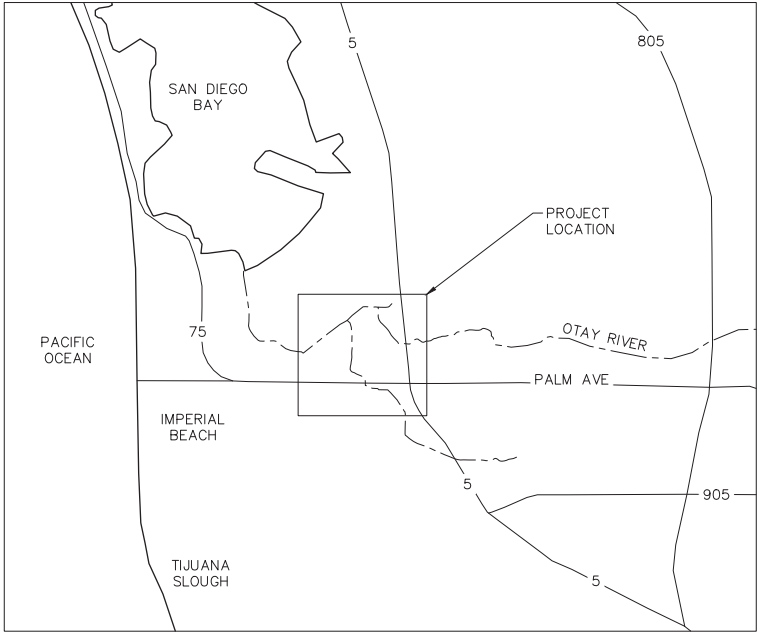 5
805
SAN DIEGO
BAY
PROJECT
LOCATION
75
OTAY RIVER
PACIFIC
OCEAN
PALM AVE
IMPERIAL
BEACH
5
905
TIJUANA
SLOUGH
5